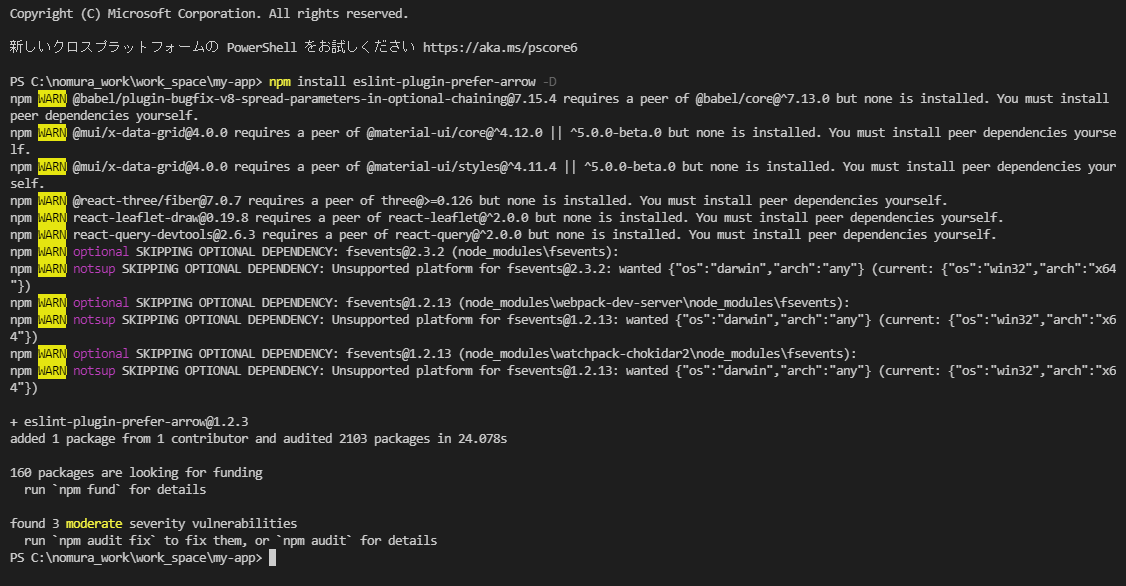 Copyright (C) Microsoft Corporation. All rights reserved.
新しいクロスプラットフォームの PowerShell をお試しください https://aka.ms/pscore6
PS C:\nomura_work\work_space\my-app> npm install eslint-plugin-prefer-arrow -D
npm WARN @babel/plugin-bugfix-v8-spread-parameters-in-optional-chaining@7.15.4 requires a peer of @babel/core@^7.13.0 but none is installed. You must install
peer dependencies yourself.
npm WARN @mui/x-data-grid@4.0.0 requires a peer of @material-ui/core@^4.12.0 || ^5.0.0-beta.0 but none is installed. You must install peer dependencies yourse
lf.
npm WARN @mui/x-data-grid@4.0.0 requires a peer of @material-ui/styles@^4.11.4 || ^5.0.0-beta.0 but none is installed. You must install peer dependencies your
self.
npm WARN @react-three/fiber@7.0.7 requires a peer of three@>=0.126 but none is installed. You must install peer dependencies yourself.
npm WARN react-leaflet-draw@0.19.8 requires a peer of react-leaflet@^2.0.0 but none is installed. You must install peer dependencies yourself.
npm WARN react-query-devtools@2.6.3 requires a peer of react-query@^2.0.0 but none is installed. You must install peer dependencies yourself.
npm WARN optional SKIPPING OPTIONAL DEPENDENCY: fsevents@2.3.2 (node_modules\fsevents):
npm WARN notsup SKIPPING OPTIONAL DEPENDENCY: Unsupported platform for fsevents@2.3.2: wanted {"os":"darwin","arch":"any"} (current: {"os":"win32","arch":"x64
"})
npm WARN optional SKIPPING OPTIONAL DEPENDENCY: fsevents@1.2.13 (node_modules\webpack-dev-server\node_modules\fsevents):
npm WARN notsup SKIPPING OPTIONAL DEPENDENCY: Unsupported platform for fsevents@1.2.13: wanted {"os":"darwin","arch":"any"} (current: {"os":"win32","arch":"x6
4"})
npm WARN optional SKIPPING OPTIONAL DEPENDENCY: fsevents@1.2.13 (node_modules\watchpack-chokidar2\node_modules\fsevents):
npm WARN notsup SKIPPING OPTIONAL DEPENDENCY: Unsupported platform for fsevents@1.2.13: wanted {"os":"darwin","arch":"any"} (current: {"os":"win32","arch":"x6
4"})
+ eslint-plugin-prefer-arrow@1.2.3
added 1 package from 1 contributor and audited 2103 packages in 24.078s
160 packages are looking for funding
run `npm fund` for details
found 3 moderate severity vulnerabilities
run `npm audit fix` to fix them, or `npm audit` for details
PS C:\nomura_work\work_space\my-app>